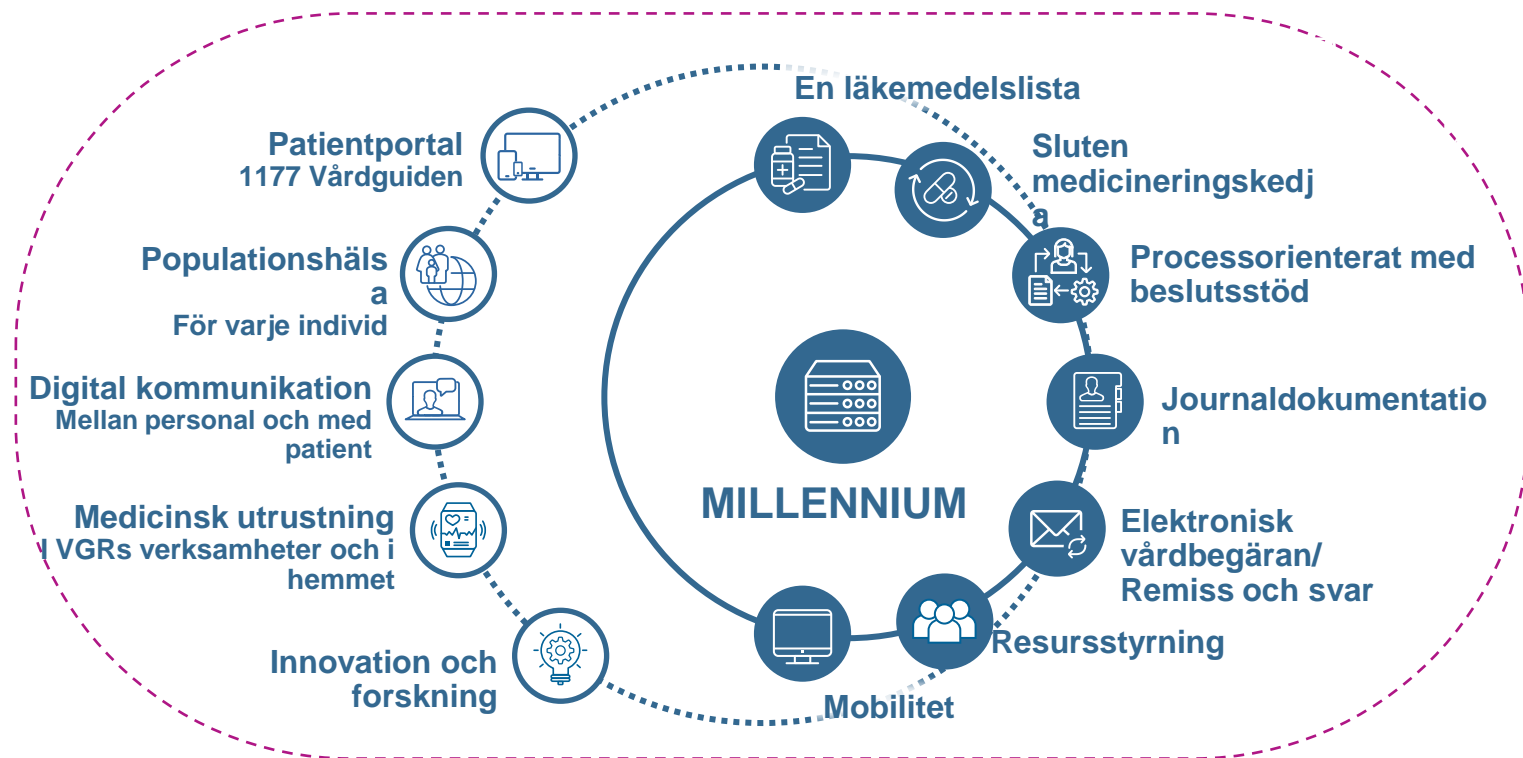 En läkemedelslista
Sluten
medicineringskedj
a
Processorienterat med
beslutsstöd
Journaldokumentatio
n
Elektronisk
vårdbegäran/
Remiss och svar
Resursstyrning
Mobilitet
MILLENNIUM
Patientportal
1177 Vårdguiden
Populationshäls
a
För varje individ
Digital kommunikation
Mellan personal och med
patient
Medicinsk utrustning
I VGRs verksamheter och i
hemmet
Innovation och
forskning